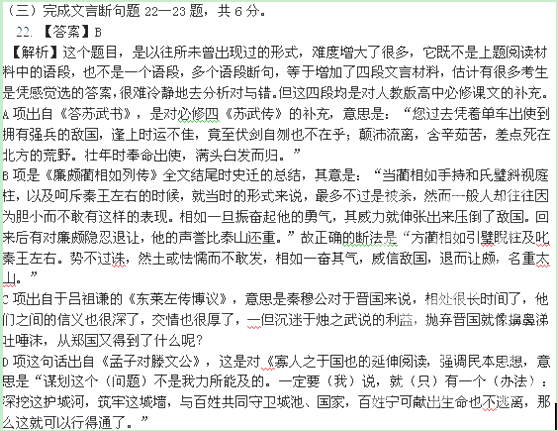 （三）完成文言断句题 22—23 题，共 6 分。
22. 【答案】B
【解析】这个题目，是以往所未曾出现过的形式，难度增大了很多，它既不是上题阅读材
料中的语段，也不是一个语段，多个语段断句，等于增加了四段文言材料，估计有很多考生
是凭感觉选的答案，很难冷静地去分析对与错。但这四段均是对人教版高中必修课文的补充。
A 项出自《答苏武书》，是对必修四《苏武传》的补充，意思是：“您过去凭着单车出使到
拥有强兵的敌国，逢上时运不佳，竟至伏剑自刎也不在乎；颠沛流离，含辛茹苦，差点死在
北方的荒野。壮年时奉命出使，满头白发而归。”
B 项是《廉颇蔺相如列传》全文结尾时史迁的总结，其意是：“当蔺相如手持和氏璧斜视庭
柱，以及呵斥秦王左右的时候，就当时的形式来说，最多不过是被杀，然而一般人却往往因
为胆小而不敢有这样的表现。相如一旦振奋起他的勇气，其威力就伸张出来压倒了敌国。回
来后有对廉颇隐忍退让，他的声誉比泰山还重。”故正确的断法是“方蔺相如引璧睨柱及叱
秦王左右。势不过诛，然士或怯懦而不敢发，相如一奋其气，威信敌国，退而让颇，名重太
山。”
C 项出自于吕祖谦的《东莱左传博议》，意思是秦穆公对于晋国来说，相处很长时间了，他
们之间的信义也很深了，交情也很厚了，一但沉迷于烛之武说的利益，抛弃晋国就像擤鼻涕
吐唾沫，从郑国又得到了什么呢？
D 项这句话出自《孟子对滕文公》，这是对《寡人之于国也的延伸阅读，强调民本思想，意
思是“谋划这个（问题）不是我力所能及的。一定要（我）说，就（只）有一个（办法）：
深挖这护城河，筑牢这城墙，与百姓共同守卫城池、国家，百姓宁可献出生命也不逃离，那
么这就可以行得通了。”